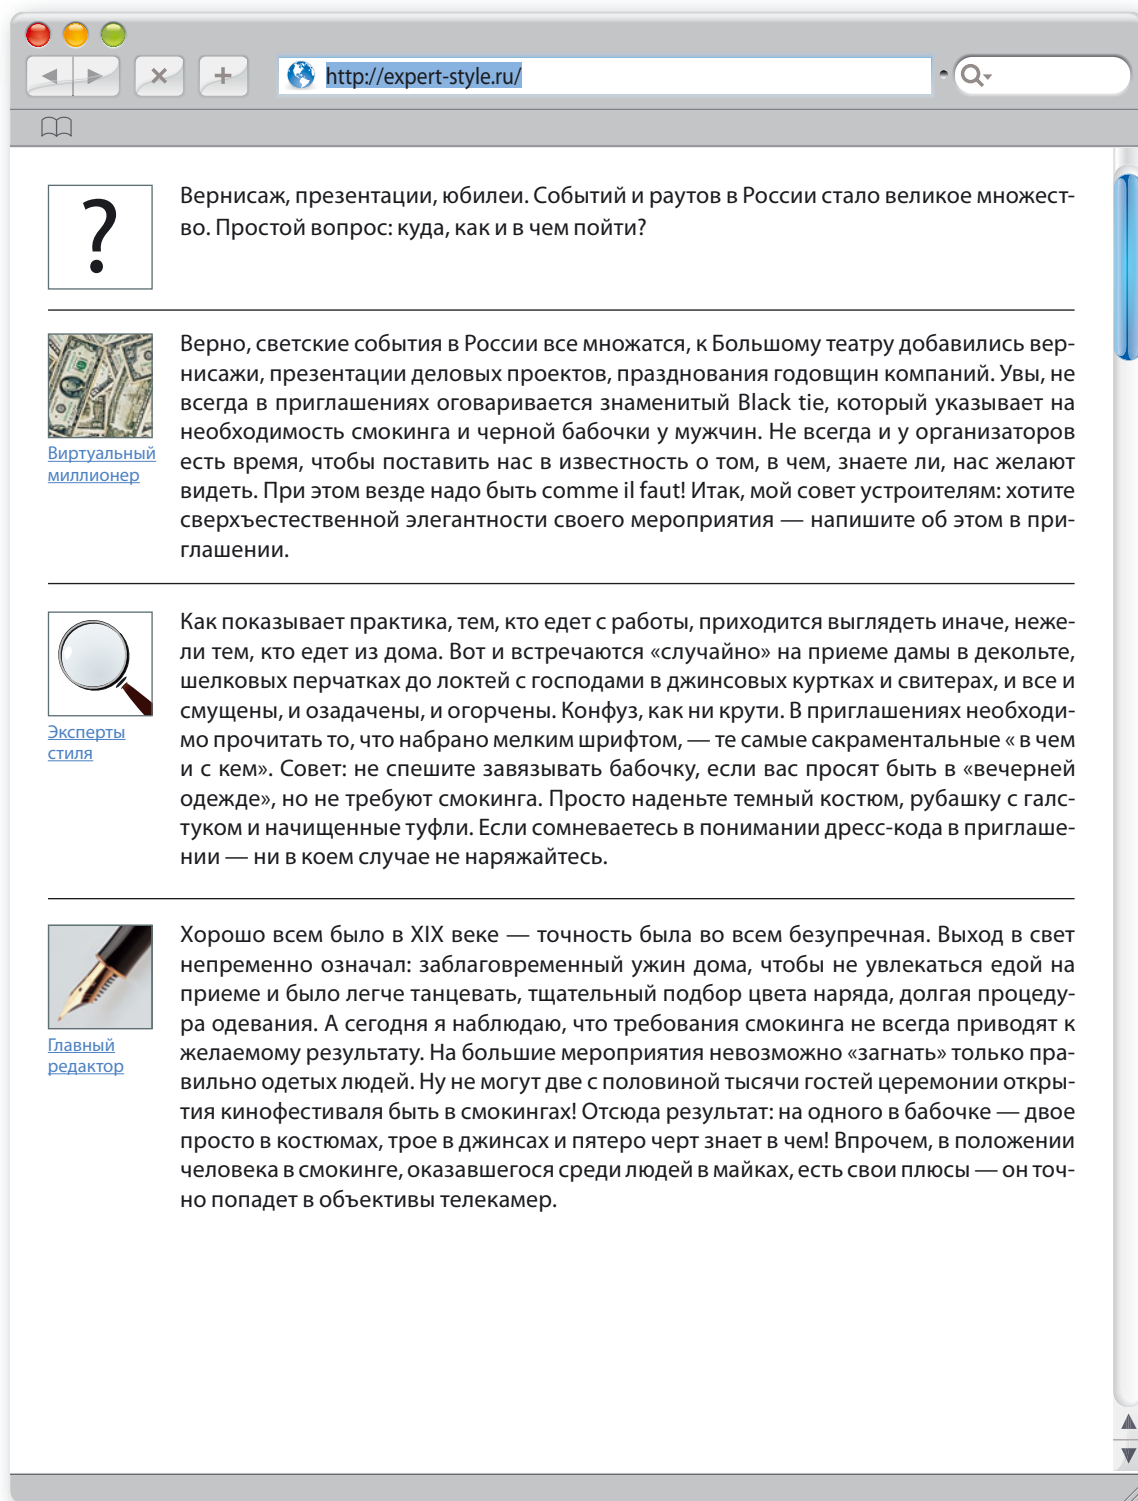 http://expert-style.ru/
?
Вернисаж, презентации, юбилеи. Событий и раутов в России стало великое множест-
во. Простой вопрос: куда, как и в чем пойти?
Виртуальный
миллионер
Верно, светские события в России все множатся, к Большому театру добавились вер-
нисажи, презентации деловых проектов, празднования годовщин компаний. Увы, не
всегда в приглашениях оговаривается знаменитый Black tie, который указывает на
необходимость смокинга и черной бабочки у мужчин. Не всегда и у организаторов
есть время, чтобы поставить нас в известность о том, в чем, знаете ли, нас желают
видеть. При этом везде надо быть comme il faut! Итак, мой совет устроителям: хотите
сверхъестественной элегантности своего мероприятия — напишите об этом в при-
глашении.
Эксперты
стиля
Как показывает практика, тем, кто едет с работы, приходится выглядеть иначе, неже-
ли тем, кто едет из дома. Вот и встречаются «случайно» на приеме дамы в декольте,
шелковых перчатках до локтей с господами в джинсовых куртках и свитерах, и все и
смущены, и озадачены, и огорчены. Конфуз, как ни крути. В приглашениях необходи-
мо прочитать то, что набрано мелким шрифтом, — те самые сакраментальные « в чем
и с кем». Совет: не спешите завязывать бабочку, если вас просят быть в «вечерней
одежде», но не требуют смокинга. Просто наденьте темный костюм, рубашку с галс-
туком и начищенные туфли. Если сомневаетесь в понимании дресс-кода в приглаше-
нии — ни в коем случае не наряжайтесь.
Главный
редактор
Хорошо всем было в XIX веке — точность была во всем безупречная. Выход в свет
непременно означал: заблаговременный ужин дома, чтобы не увлекаться едой на
приеме и было легче танцевать, тщательный подбор цвета наряда, долгая процеду-
ра одевания. А сегодня я наблюдаю, что требования смокинга не всегда приводят к
желаемому результату. На большие мероприятия невозможно «загнать» только пра-
вильно одетых людей. Ну не могут две с половиной тысячи гостей церемонии откры-
тия кинофестиваля быть в смокингах! Отсюда результат: на одного в бабочке — двое
просто в костюмах, трое в джинсах и пятеро черт знает в чем! Впрочем, в положении
человека в смокинге, оказавшегося среди людей в майках, есть свои плюсы — он точ-
но попадет в объективы телекамер.